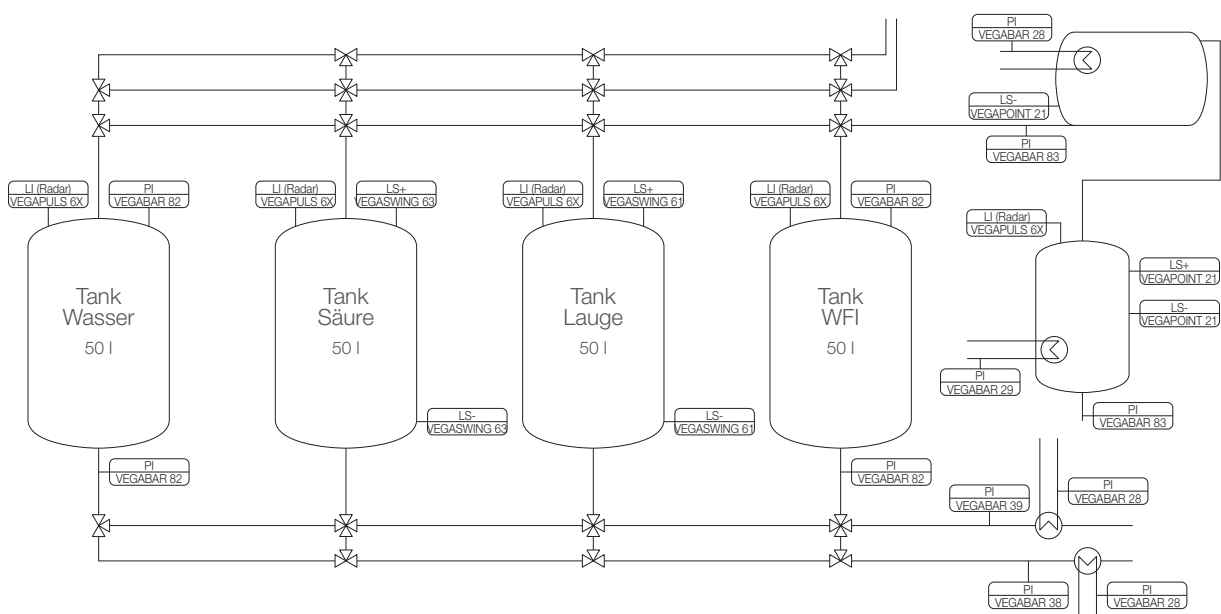 PI
VEGABAR 28
LS-
VEGAPOINT 21
PI
VEGABAR 83
LI (Radar)
VEGAPULS 6X
PI
VEGABAR 82
LI (Radar)
VEGAPULS 6X
LS+
VEGASWING 63
LI (Radar)
VEGAPULS 6X
LS+
VEGASWING 61
LI (Radar)
VEGAPULS 6X
PI
VEGABAR 82
LI (Radar)
VEGAPULS 6X
LS+
VEGAPOINT 21
LS-
VEGAPOINT 21
Tank
Wasser
50 l
Tank
Säure
50 l
Tank
Lauge
50 l
Tank
WFI
50 l
PI
VEGABAR 29
LS-
VEGASWING 63
LS-
VEGASWING 61
PI
VEGABAR 83
PI
VEGABAR 82
PI
VEGABAR 82
PI
VEGABAR 39
PI
VEGABAR 28
PI
VEGABAR 38
PI
VEGABAR 28